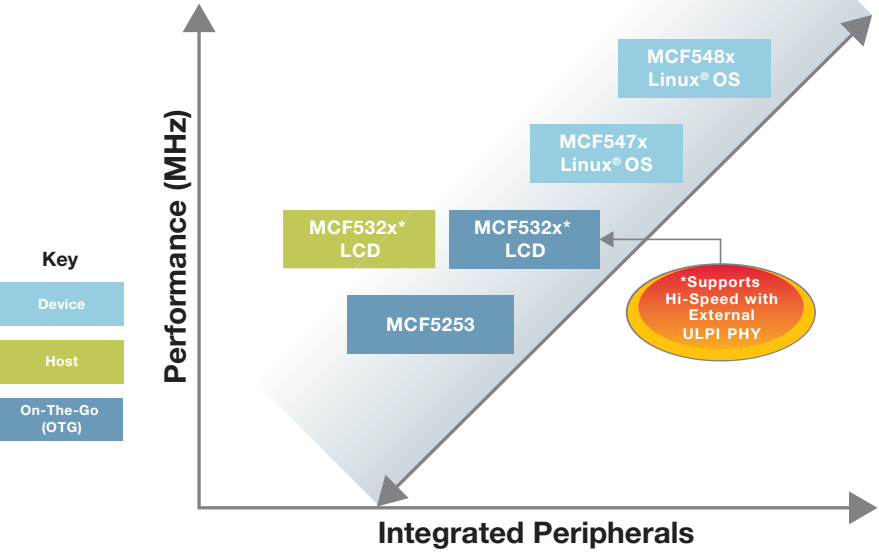 MCF548x
Linux® OS
MCF547x
Linux® OS
MCF532x*
LCD
MCF532x*
LCD
MCF5253
*Supports
Hi-Speed with
External
ULPI PHY
Key
Device
Host
On-The-Go
(OTG)
Performance (MHz)
Integrated Peripherals